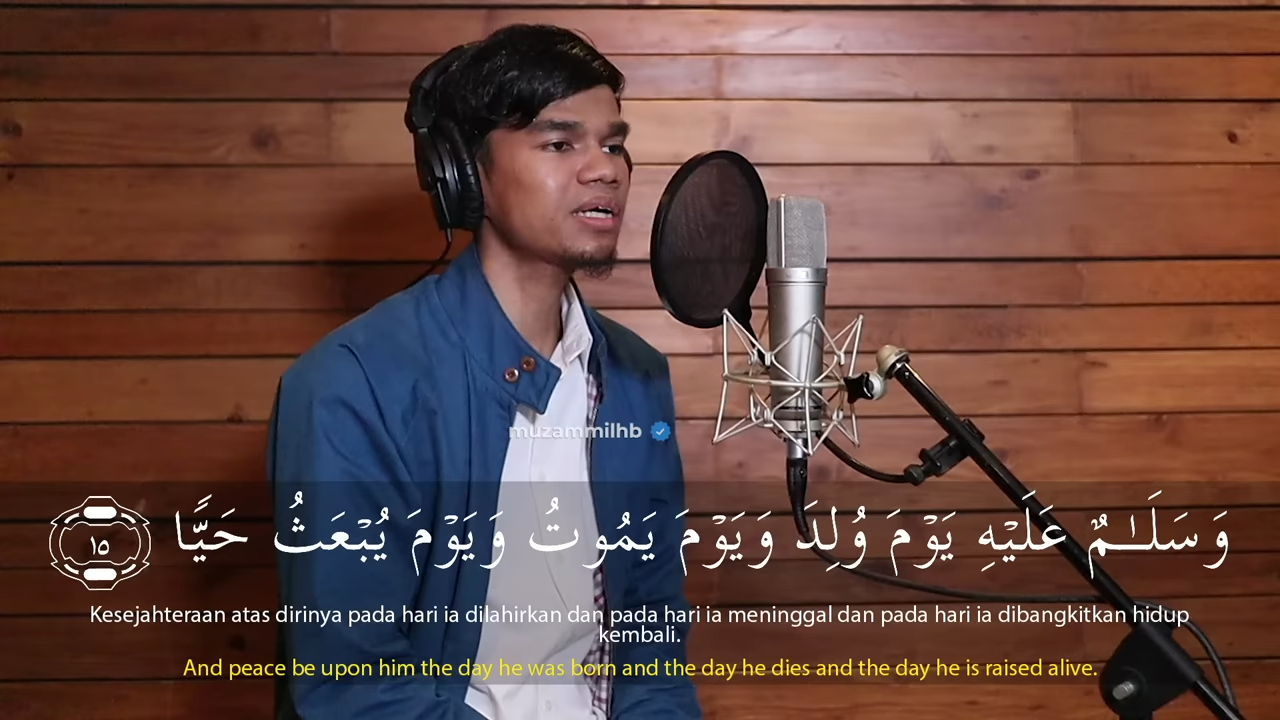 muzammilhb
وَسَلَـٰمٌ عَلَيْهِ يَوْمَ وُلِدَ وَيَوْمَ يَمُوتُ وَيَوْمَ يُبْعَثُ حَيًّا ١٥
Kesejahteraan atas dirinya pada hari ia dilahirkan dan pada hari ia meninggal dan pada hari ia dibangkitkan hidup
kembali.
And peace be upon him the day he was born and the day he dies and the day he is raised alive.